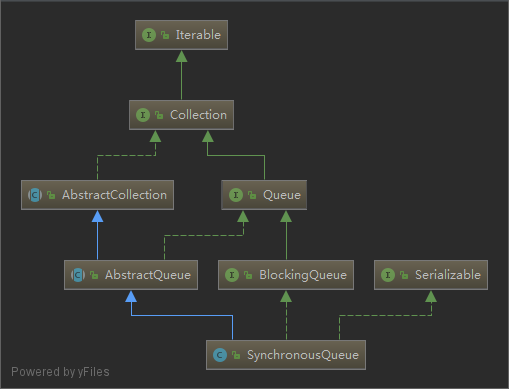 Iterable
Collection
AbstractCollection
Queue
AbstractQueue
BlockingQueue
Serializable
SynchronousQueue
Powered by yFiles